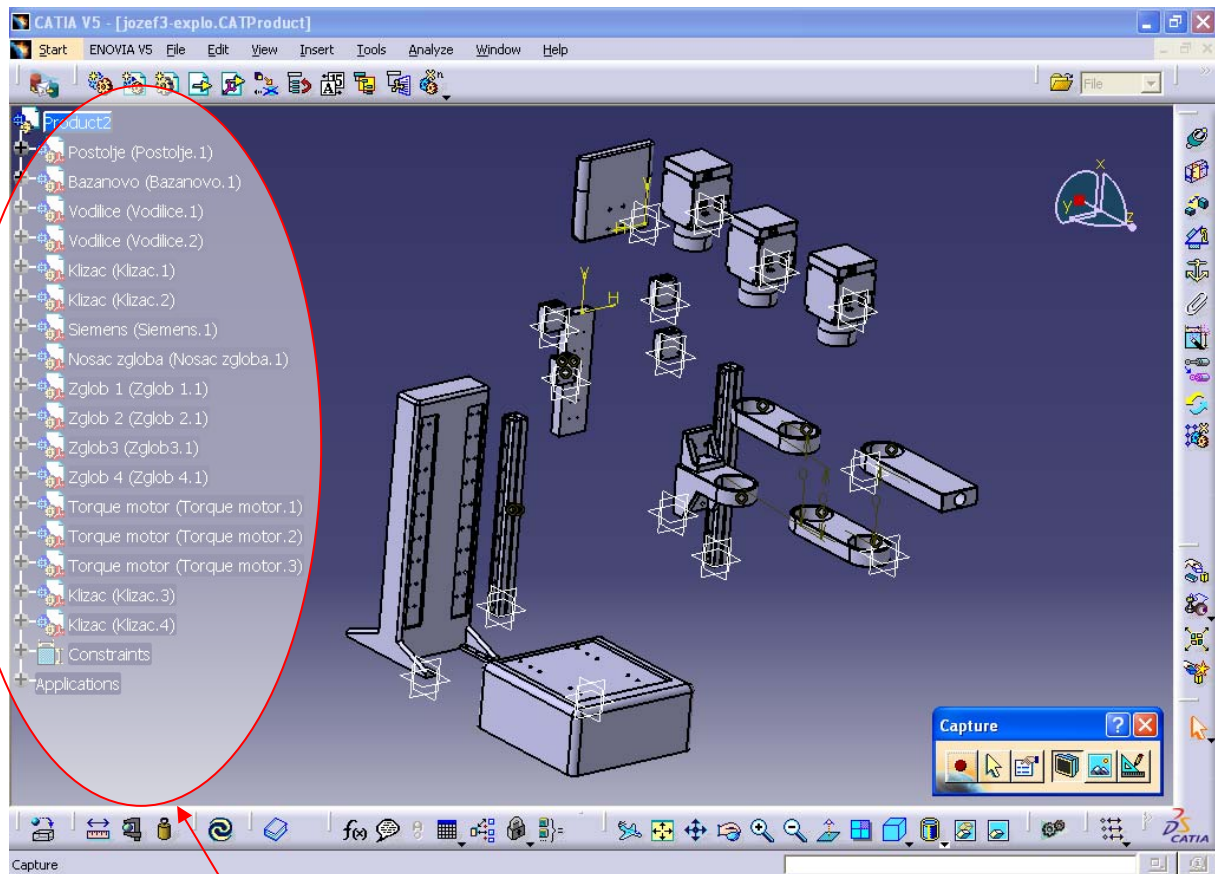 CATIA V5 - [jozef3-explo.CATProduct]
Start ENOVIA V5 File Edit View Insert Tools Analyze Window Help
File
Product2
Postolje (Postolje.1)
Bazanovo (Bazanovo.1)
Vodilice (Vodilice.1)
Vodilice (Vodilice.2)
Klizac (Klizac.1)
Klizac (Klizac.2)
Siemens (Siemens.1)
Nosac zgloba (Nosac zgloba.1)
Zglob 1 (Zglob 1.1)
Zglob 2 (Zglob 2.1)
Zglob3 (Zglob3.1)
Zglob 4 (Zglob 4.1)
Torque motor (Torque motor.1)
Torque motor (Torque motor.2)
Torque motor (Torque motor.3)
Klizac (Klizac.3)
Klizac (Klizac.4)
Constraints
Applications
x
y
z
V
H
V
H
Capture
f(x)
CATIA
Capture